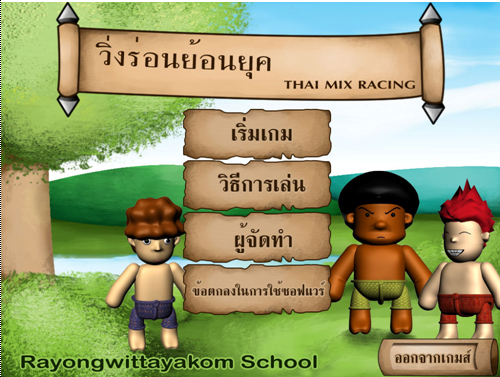 วิ่งร่อนย้อนยุค
THAI MIX RACING
เริ่มเกม
วิธีการเล่น
ผู้จัดทำ
ข้อตกลงในการใช้ซอฟแวร์
ออกจากเกมส์
Rayongwittayakom School